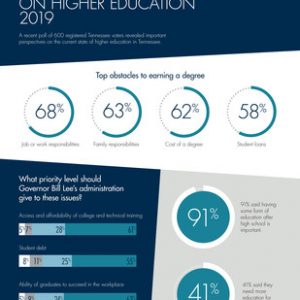 ON HIGHER EDUCATION
2019
A recent poll of 600 registered Tennessee voters revealed important
perspectives on the current state of higher education in Tennessee.
Top obstacles to earning a degree
68% 63% 62% 58%
Job or work responsibilities Family responsibilities Cost of a degree Student loans
What priority level should
Governor Bill Lee's administration
give to these issues?
Access and affordability of college and technical training
28% 61%
Student debt
8% 11% 25% 55%
Ability of graduates to succeed in the workplace
91%
91% said having
some form of
education after
high school is
important.
41%
41% said they
need more
education for